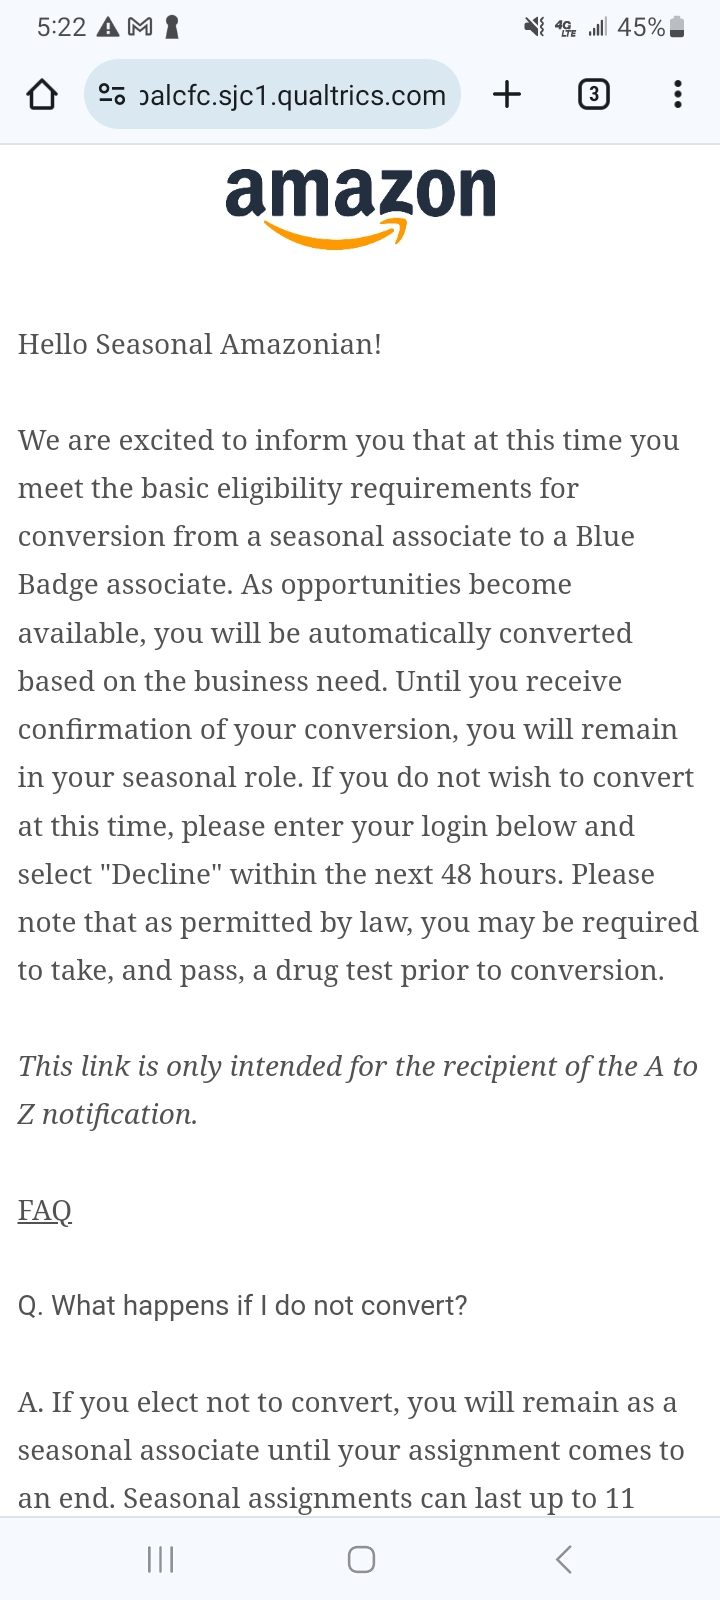 5:22 4G LTE 45%
balcfc.sjc1.qualtrics.com 3
amazon
Hello Seasonal Amazonian!
We are excited to inform you that at this time you
meet the basic eligibility requirements for
conversion from a seasonal associate to a Blue
Badge associate. As opportunities become
available, you will be automatically converted
based on the business need. Until you receive
confirmation of your conversion, you will remain
in your seasonal role. If you do not wish to convert
at this time, please enter your login below and
select "Decline" within the next 48 hours. Please
note that as permitted by law, you may be required
to take, and pass, a drug test prior to conversion.
This link is only intended for the recipient of the A to
Z notification.
FAQ
Q. What happens if I do not convert?
A. If you elect not to convert, you will remain as a
seasonal associate until your assignment comes to
an end. Seasonal assignments can last up to 11